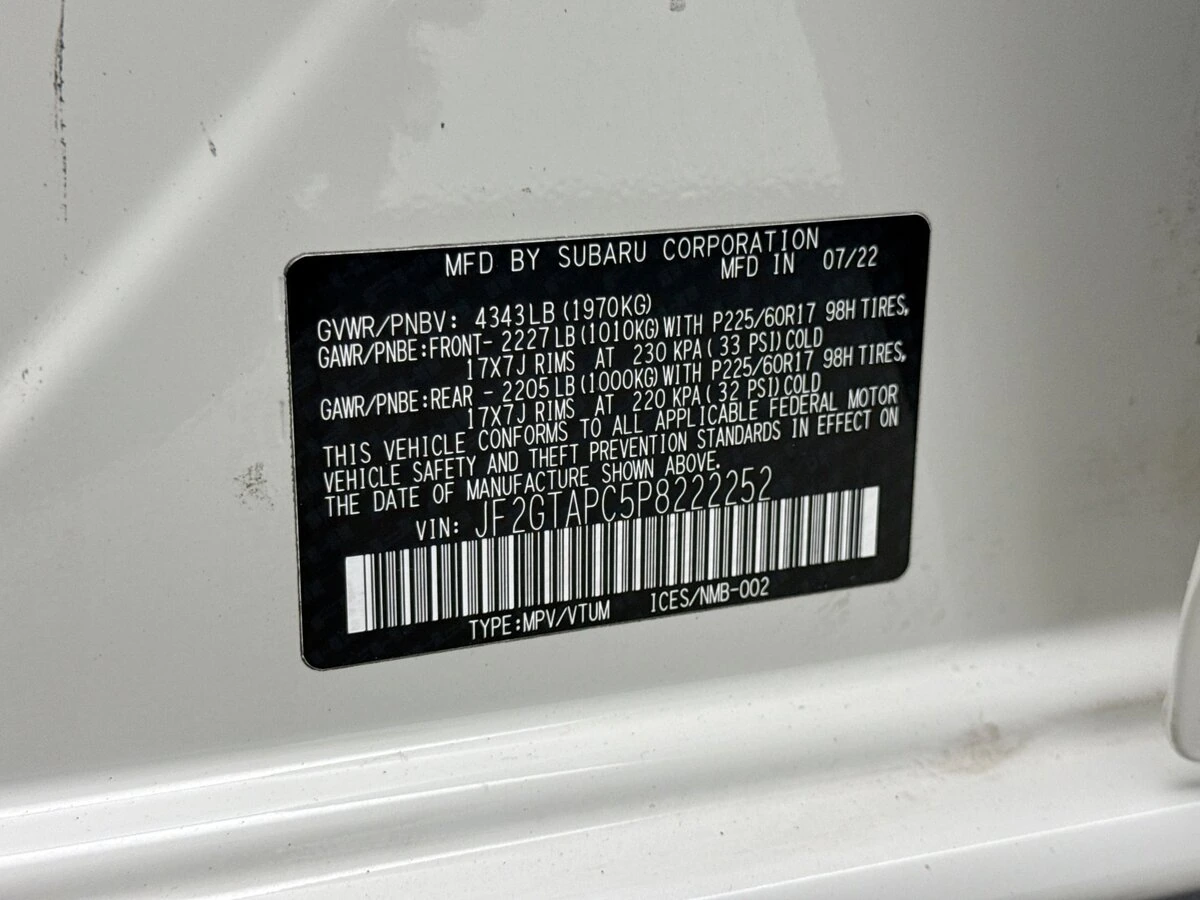 MFD BY SUBARU CORPORATION
MFD IN 07/22
GVWR/PNBV: 4343LB (1970KG)
GAWR/PNBE:FRONT- 2227LB (1010KG) WITH P225/60R17 98H TIRES,
17X7J RIMS AT 230 KPA ( 33 PSI) COLD
GAWR/PNBE:REAR - 2205LB (1000KG) WITH P225/60R17 98H TIRES,
17X7J RIMS AT 220 KPA ( 32 PSI) COLD
THIS VEHICLE CONFORMS TO ALL APPLICABLE FEDERAL MOTOR
VEHICLE SAFETY AND THEFT PREVENTION STANDARDS IN EFFECT ON
THE DATE OF MANUFACTURE SHOWN ABOVE.
VIN: JF2GTAPC5P8222252
TYPE:MPV/VTUM ICES/NMB-002